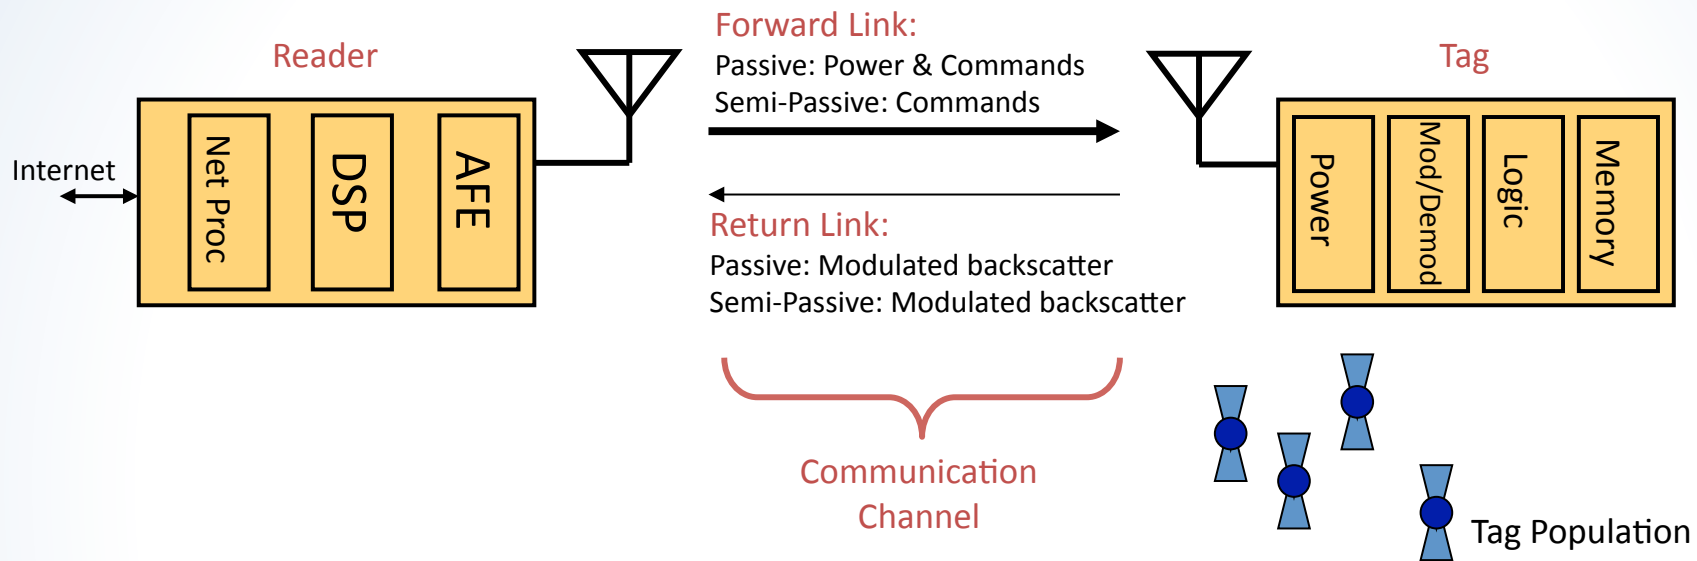 Reader
Internet
Net Proc
DSP
AFE
Forward Link:
Passive: Power & Commands
Semi-Passive: Commands
Return Link:
Passive: Modulated backscatter
Semi-Passive: Modulated backscatter
Communication
Channel
Tag
Power
Mod/Demod
Logic
Memory
Tag Population